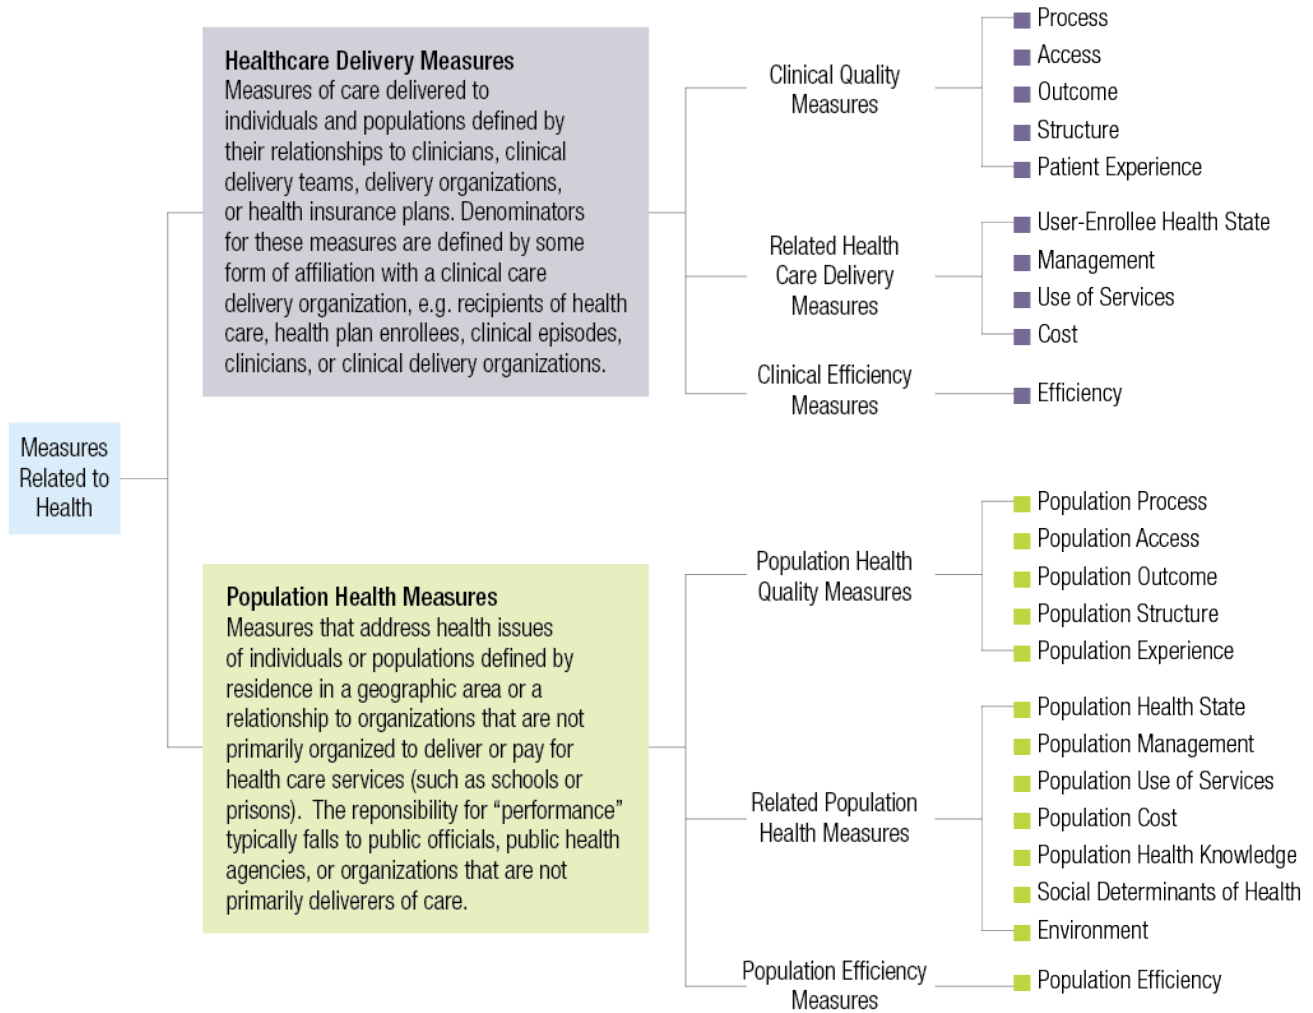 Measures
Related to
Health
Healthcare Delivery Measures
Measures of care delivered to
individuals and populations defined by
their relationships to clinicians, clinical
delivery teams, delivery organizations,
or health insurance plans. Denominators
for these measures are defined by some
form of affiliation with a clinical care
delivery organization, e.g. recipients of health
care, health plan enrollees, clinical episodes,
clinicians, or clinical delivery organizations.
Clinical Quality
Measures
Process
Access
Outcome
Structure
Patient Experience
Related Health
Care Delivery
Measures
User-Enrollee Health State
Management
Use of Services
Cost
Clinical Efficiency
Measures
Efficiency
Population Health Measures
Measures that address health issues
of individuals or populations defined by
residence in a geographic area or a
relationship to organizations that are not
primarily organized to deliver or pay for
health care services (such as schools or
prisons).  The reponsibility for “performance”
typically falls to public officials, public health
agencies, or organizations that are not
primarily deliverers of care.
Population Health
Quality Measures
Population Process
Population Access
Population Outcome
Population Structure
Population Experience
Related Population
Health Measures
Population Health State
Population Management
Population Use of Services
Population Cost
Population Health Knowledge
Social Determinants of Health
Environment
Population Efficiency
Measures
Population Efficiency